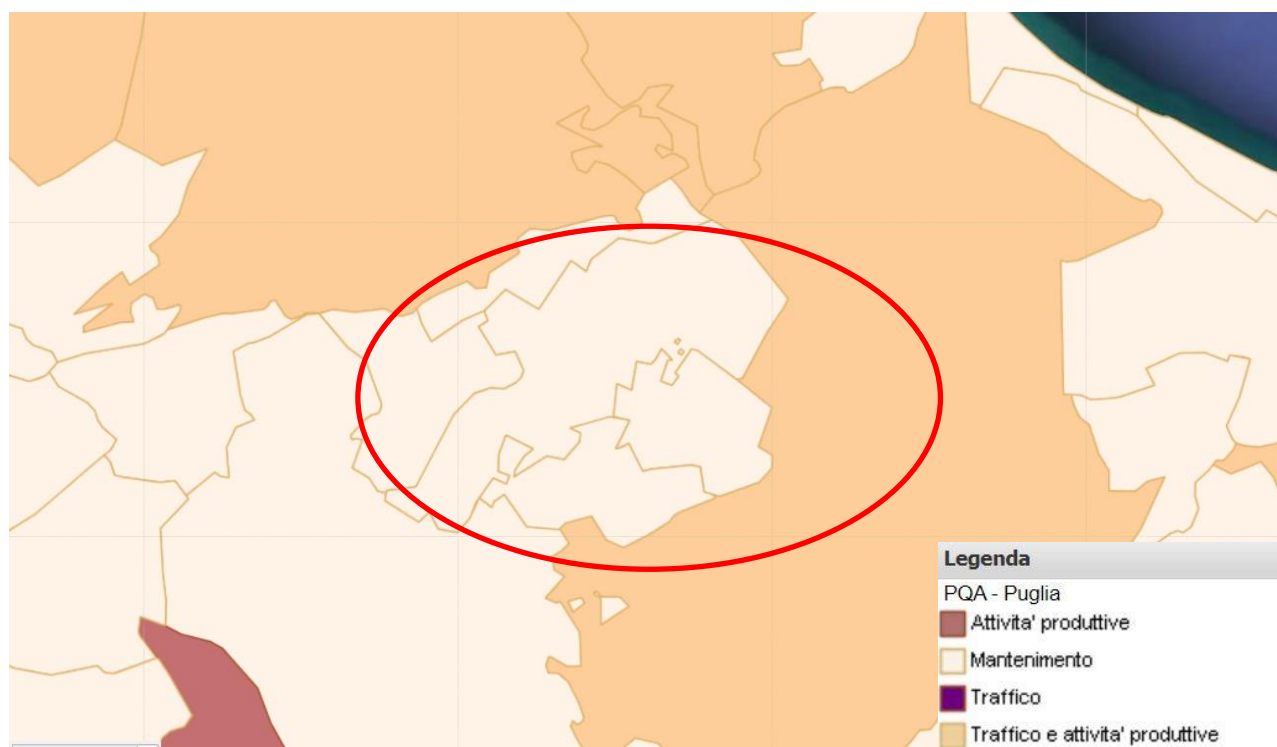 Legenda
PQA - Puglia
Attivita' produttive
Mantenimento
Traffico
Traffico e attivita' produttive